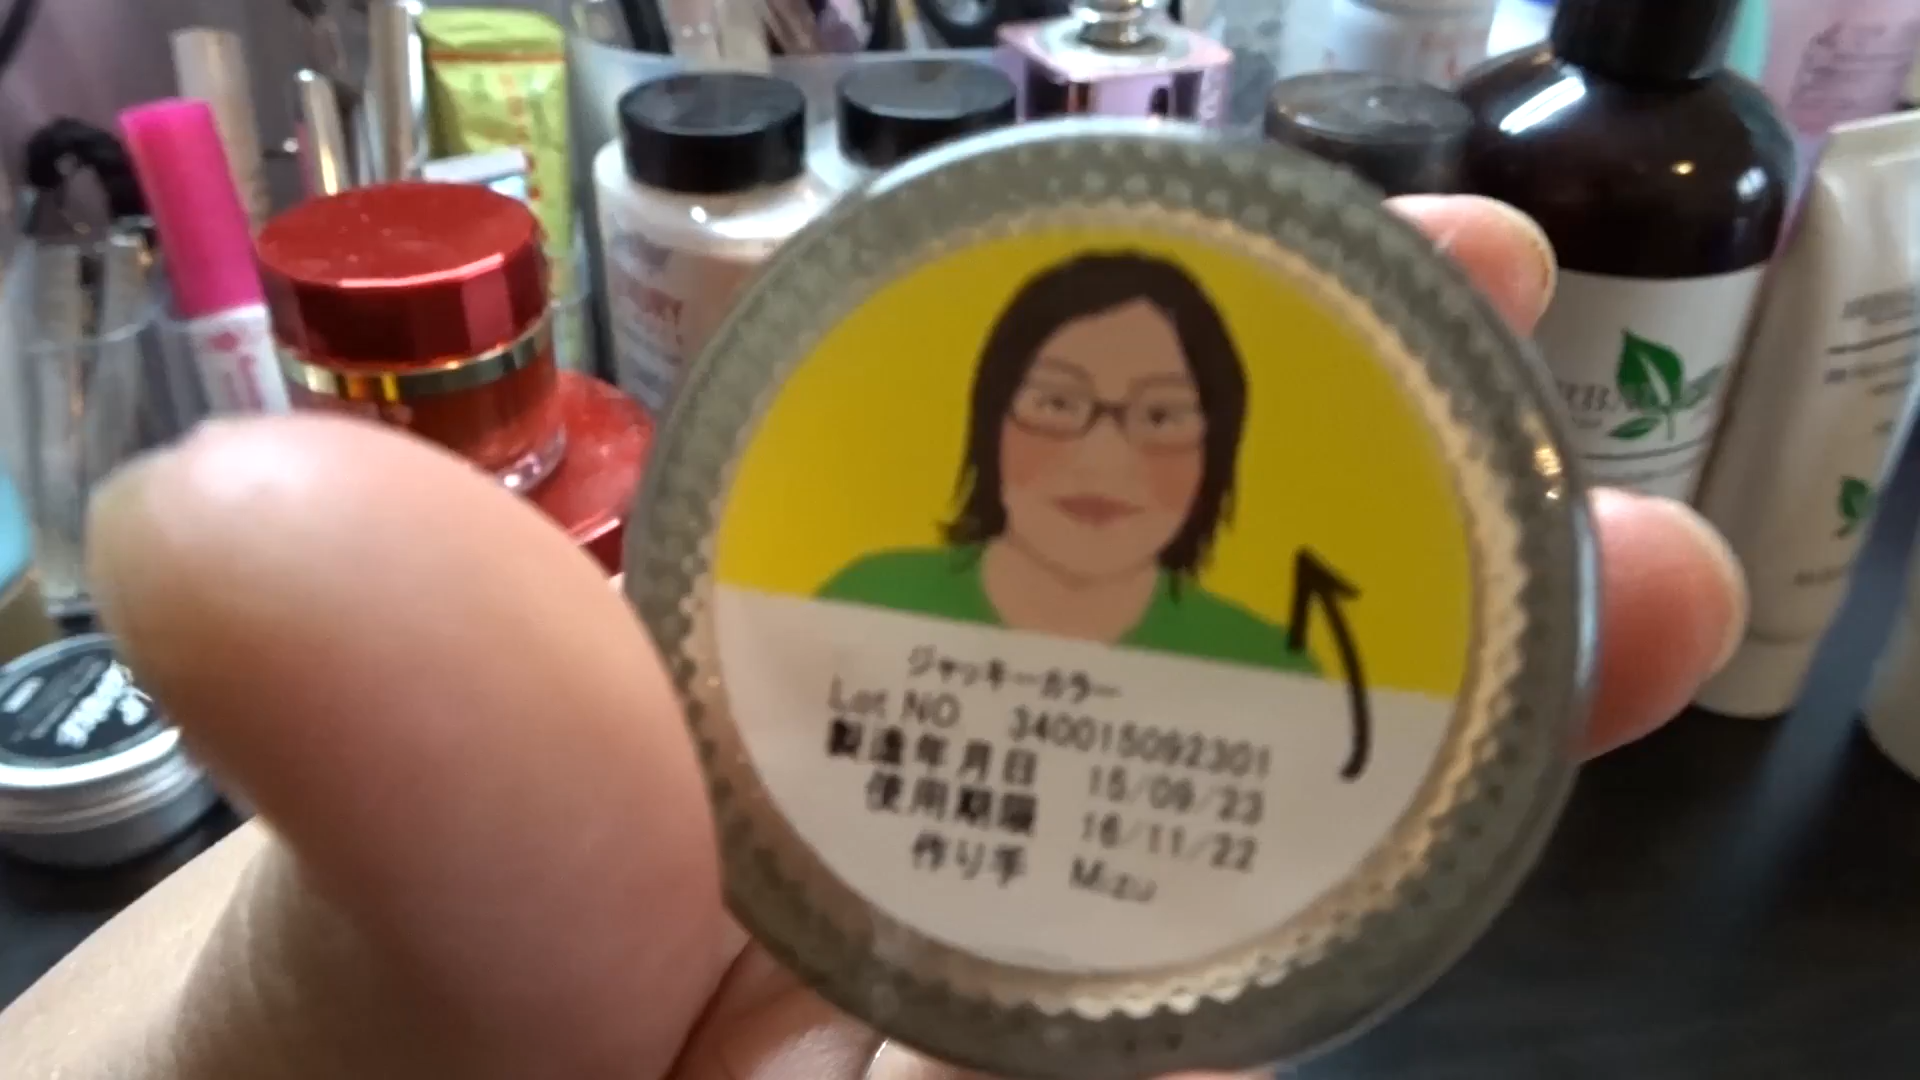 ジャッキーカラー
Lot NO 340015092301
製造年月日 15/09/23
使用期限 16/11/22
作り手 Mizu